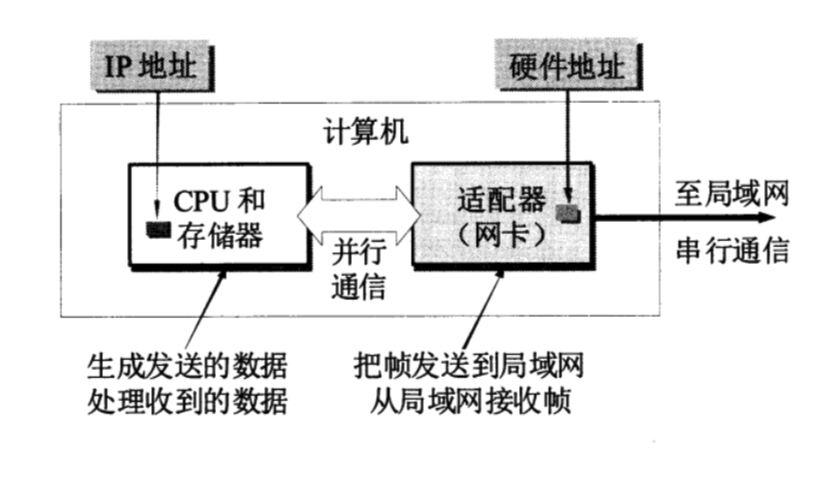 IP 地址
硬件地址
计算机
CPU 和
存储器
适配器
（网卡）
并行
通信
至局域网
串行通信
生成发送的数据
处理收到的数据
把帧发送到局域网
从局域网接收帧